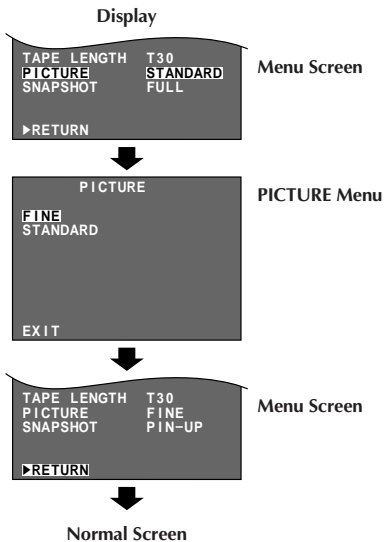 Display
TAPE LENGTH T30
PICTURE STANDARD
SNAPSHOT FULL
▶RETURN
Menu Screen
PICTURE
FINE
STANDARD
EXIT
PICTURE Menu
TAPE LENGTH T30
PICTURE FINE
SNAPSHOT PIN-UP
▶RETURN
Menu Screen
Normal Screen